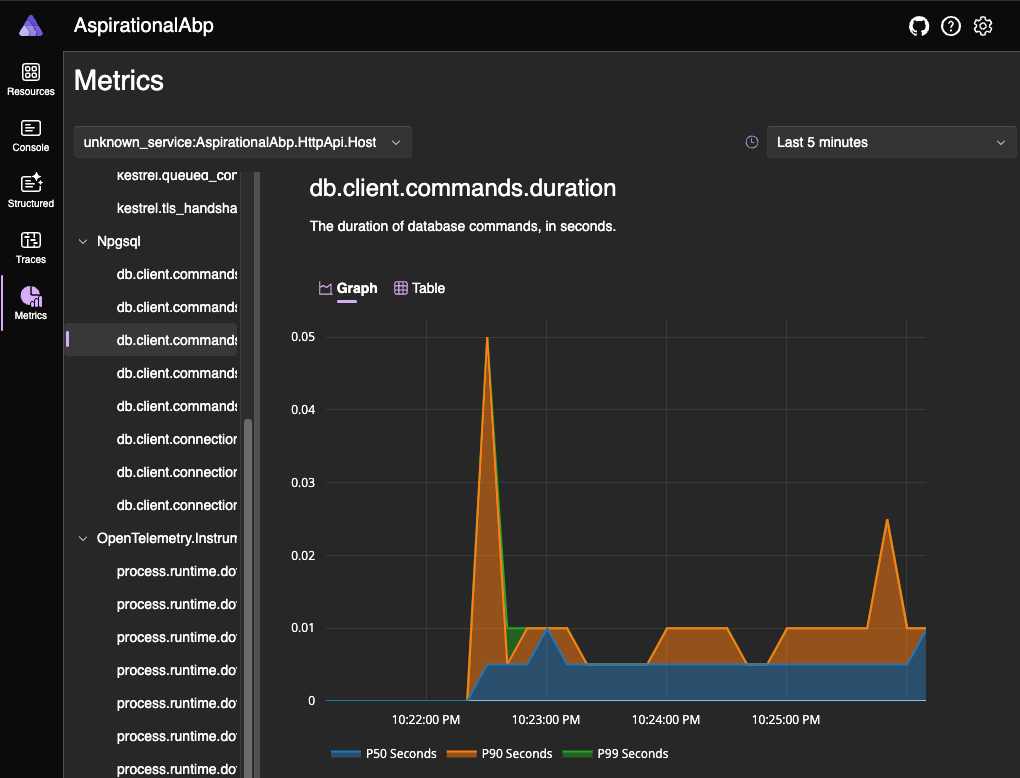 AspirationalAbp
Resources
Console
Structured
Traces
Metrics
Metrics
unknown_service:AspirationalAbp.HttpApi.Host
Last 5 minutes
kestrel.queued_cor
kestrel.tls_handsha
Npgsql
db.client.commands
db.client.commands
db.client.commands
db.client.commands
db.client.commands
db.client.connection
db.client.connection
db.client.connection
OpenTelemetry.Instrum
process.runtime.do
process.runtime.do
process.runtime.do
process.runtime.do
process.runtime.do
process.runtime.do
process.runtime.do
db.client.commands.duration
The duration of database commands, in seconds.
Graph
Table
0.05
0.04
0.03
0.02
0.01
0
10:22:00 PM
10:23:00 PM
10:24:00 PM
10:25:00 PM
P50 Seconds
P90 Seconds
P99 Seconds